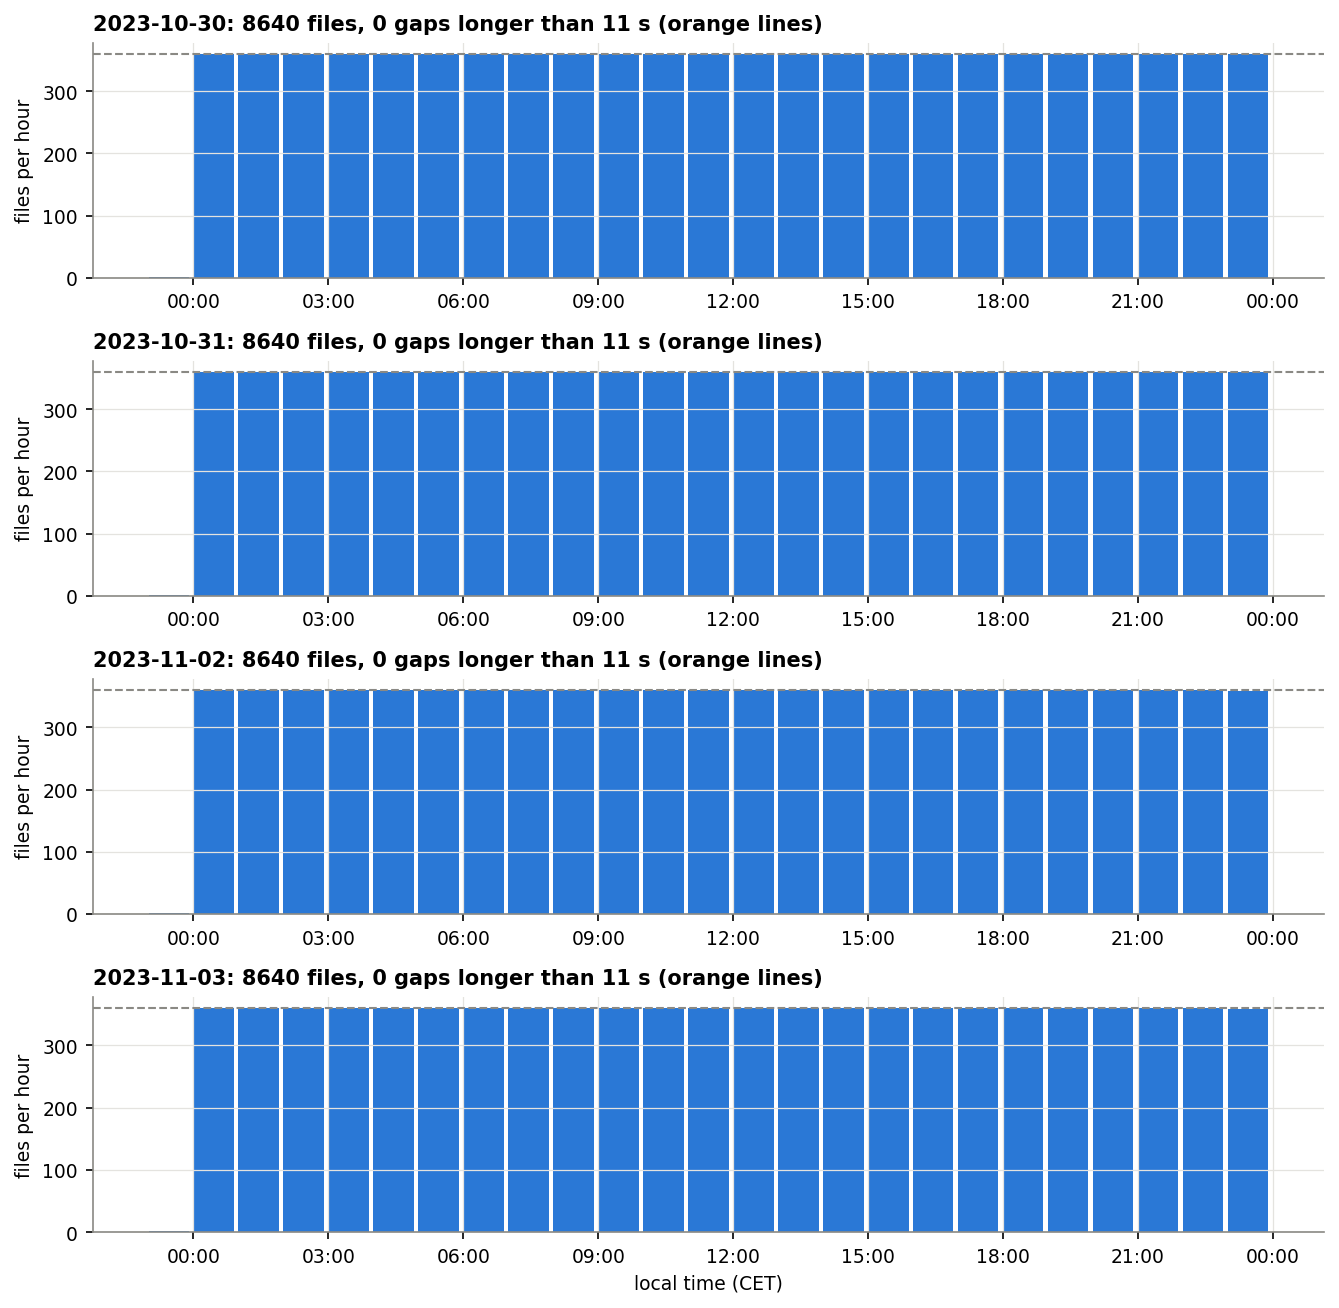 2023-10-30: 8640 files, 0 gaps longer than 11 s (orange lines)
files per hour
300
200
100
0
00:00 03:00 06:00 09:00 12:00 15:00 18:00 21:00 00:00
2023-10-31: 8640 files, 0 gaps longer than 11 s (orange lines)
files per hour
300
200
100
0
00:00 03:00 06:00 09:00 12:00 15:00 18:00 21:00 00:00
2023-11-02: 8640 files, 0 gaps longer than 11 s (orange lines)
files per hour
300
200
100
0
00:00 03:00 06:00 09:00 12:00 15:00 18:00 21:00 00:00
2023-11-03: 8640 files, 0 gaps longer than 11 s (orange lines)
files per hour
300
200
100
0
00:00 03:00 06:00 09:00 12:00 15:00 18:00 21:00 00:00
local time (CET)